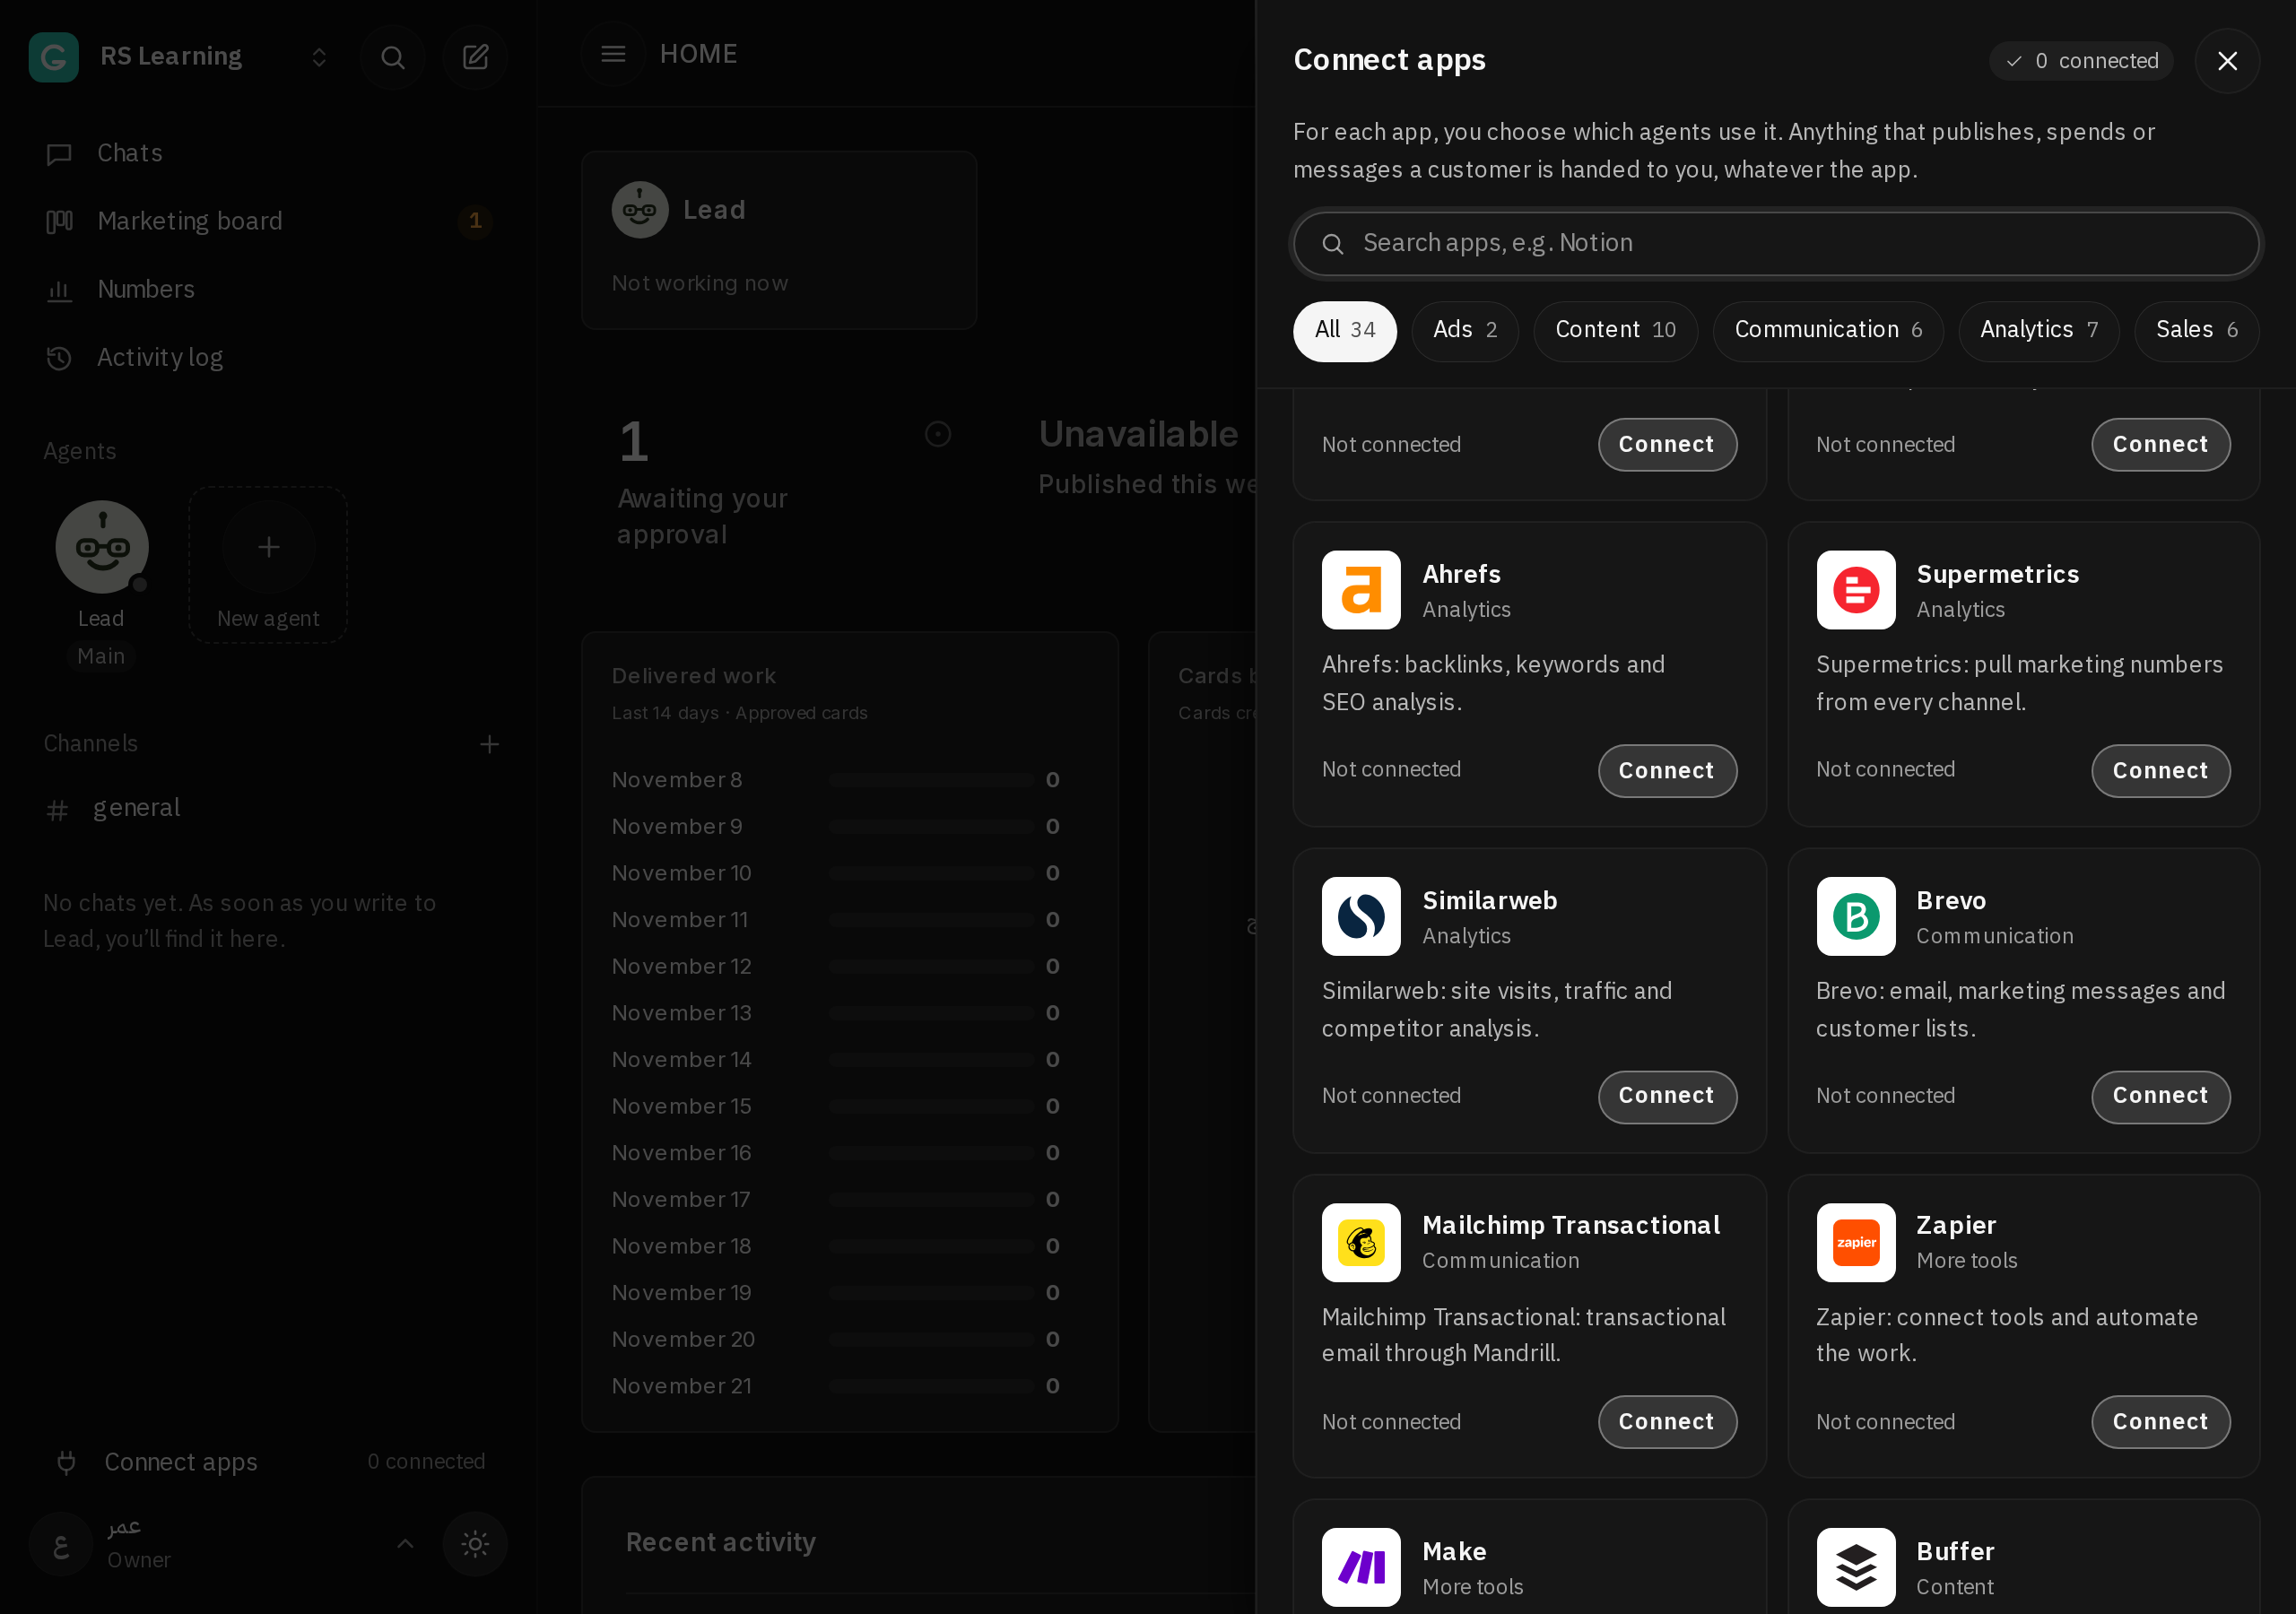 RS Learning
Chats
Marketing board 1
Numbers
Activity log
Agents
Lead
Main
New agent
Channels
general
No chats yet. As soon as you write to
Lead, you’ll find it here.
Connect apps 0 connected
ع
عمر
Owner
HOME
Lead
Not working now
1
Awaiting your
approval
Unavailable
Published this we
Delivered work
Last 14 days · Approved cards
November 8 0
November 9 0
November 10 0
November 11 0
November 12 0
November 13 0
November 14 0
November 15 0
November 16 0
November 17 0
November 18 0
November 19 0
November 20 0
November 21 0
Cards
Cards
Recent activity
Connect apps
0 connected
For each app, you choose which agents use it. Anything that publishes, spends or
messages a customer is handed to you, whatever the app.
Search apps, e.g. Notion
All 34 Ads 2 Content 10 Communication 6 Analytics 7 Sales 6
Not connected Connect
Not connected Connect
Ahrefs
Analytics
Ahrefs: backlinks, keywords and
SEO analysis.
Not connected Connect
Supermetrics
Analytics
Supermetrics: pull marketing numbers
from every channel.
Not connected Connect
Similarweb
Analytics
Similarweb: site visits, traffic and
competitor analysis.
Not connected Connect
Brevo
Communication
Brevo: email, marketing messages and
customer lists.
Not connected Connect
Mailchimp Transactional
Communication
Mailchimp Transactional: transactional
email through Mandrill.
Not connected Connect
zapier
Zapier
More tools
Zapier: connect tools and automate
the work.
Not connected Connect
Make
More tools
Buffer
Content